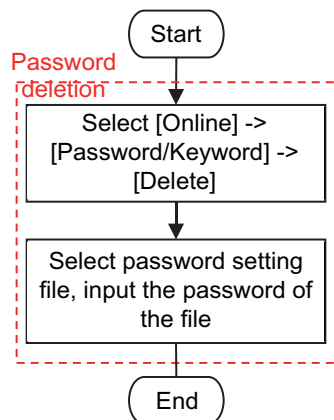 Start
Password
deletion
Select [Online] ->
[Password/Keyword] ->
[Delete]
Select password setting
file, input the password of
the file
End